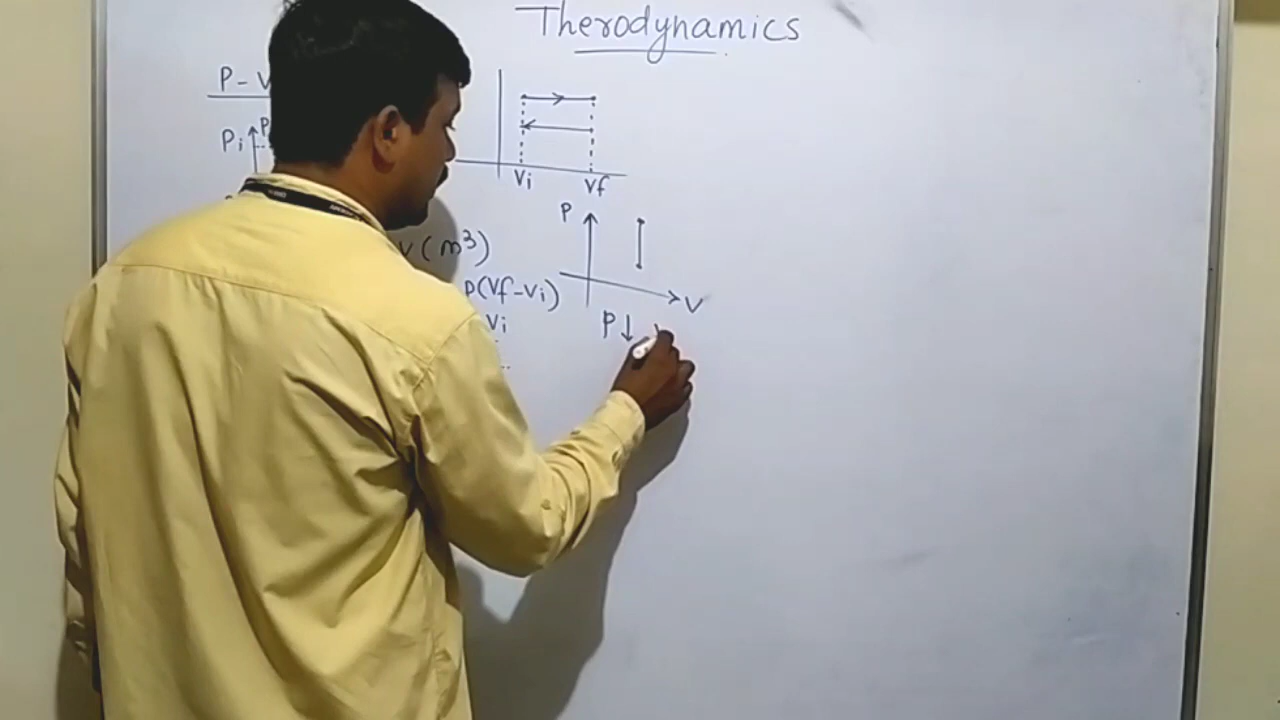 Therodynamics
P - V
Pi P
Vi Vf
P
V (m³)
P(Vf-Vi)
V
Vi
P↓